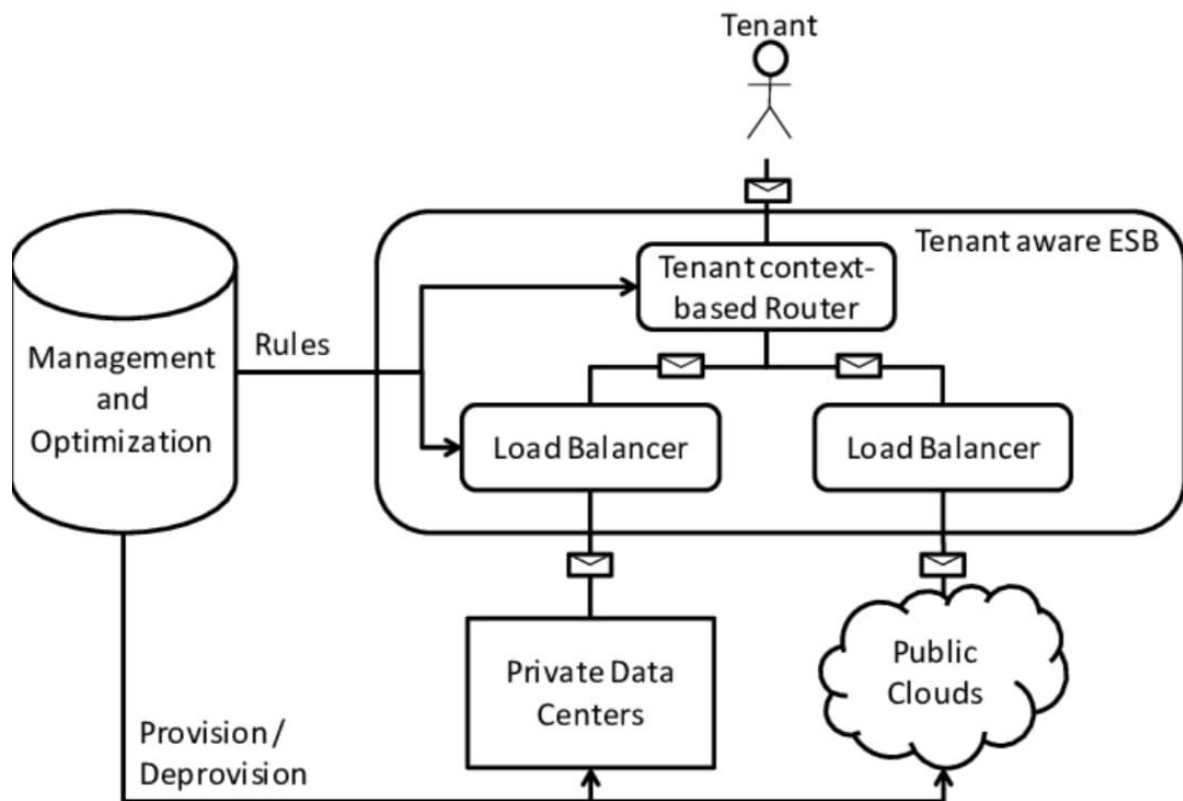 Tenant
Tenant aware ESB
Tenant context-
based Router
Rules
Management
and
Optimization
Load Balancer
Load Balancer
Private Data
Centers
Public
Clouds
Provision /
Deprovision